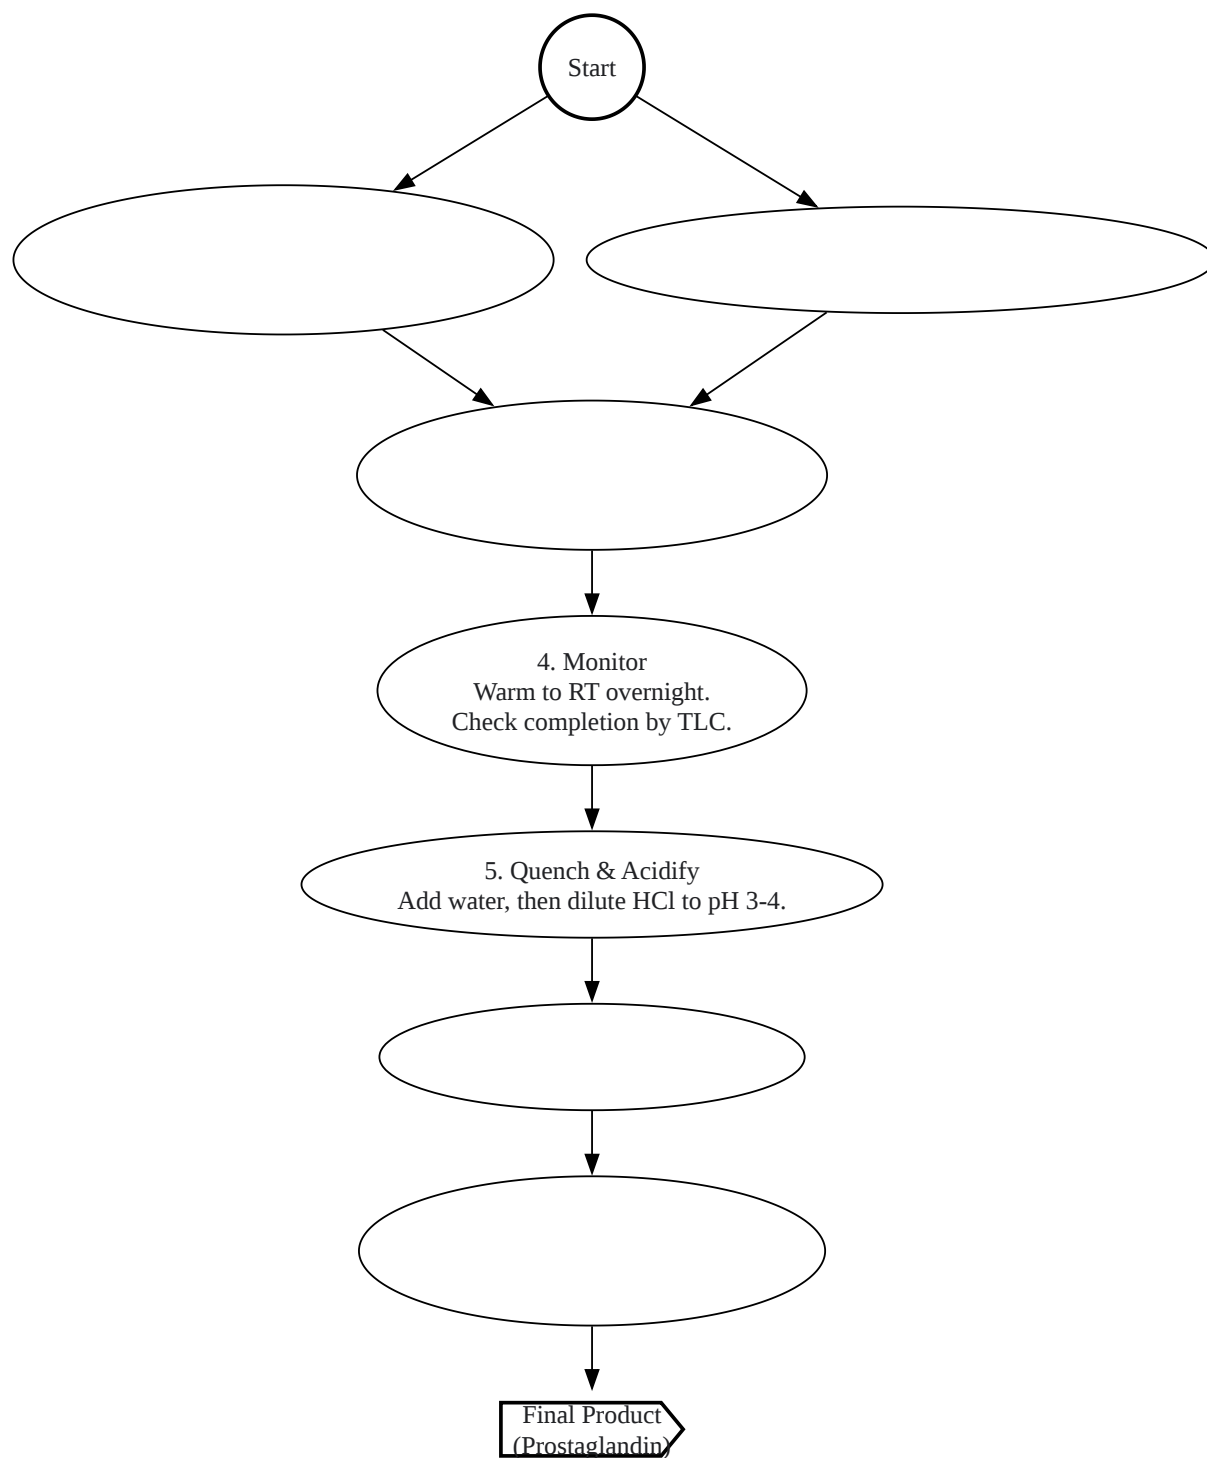 Start
4. Monitor
Warm to RT overnight.
Check completion by TLC.
5. Quench & Acidify
Add water, then dilute HCl to pH 3-4.
Final Product
(Prostaglandin)